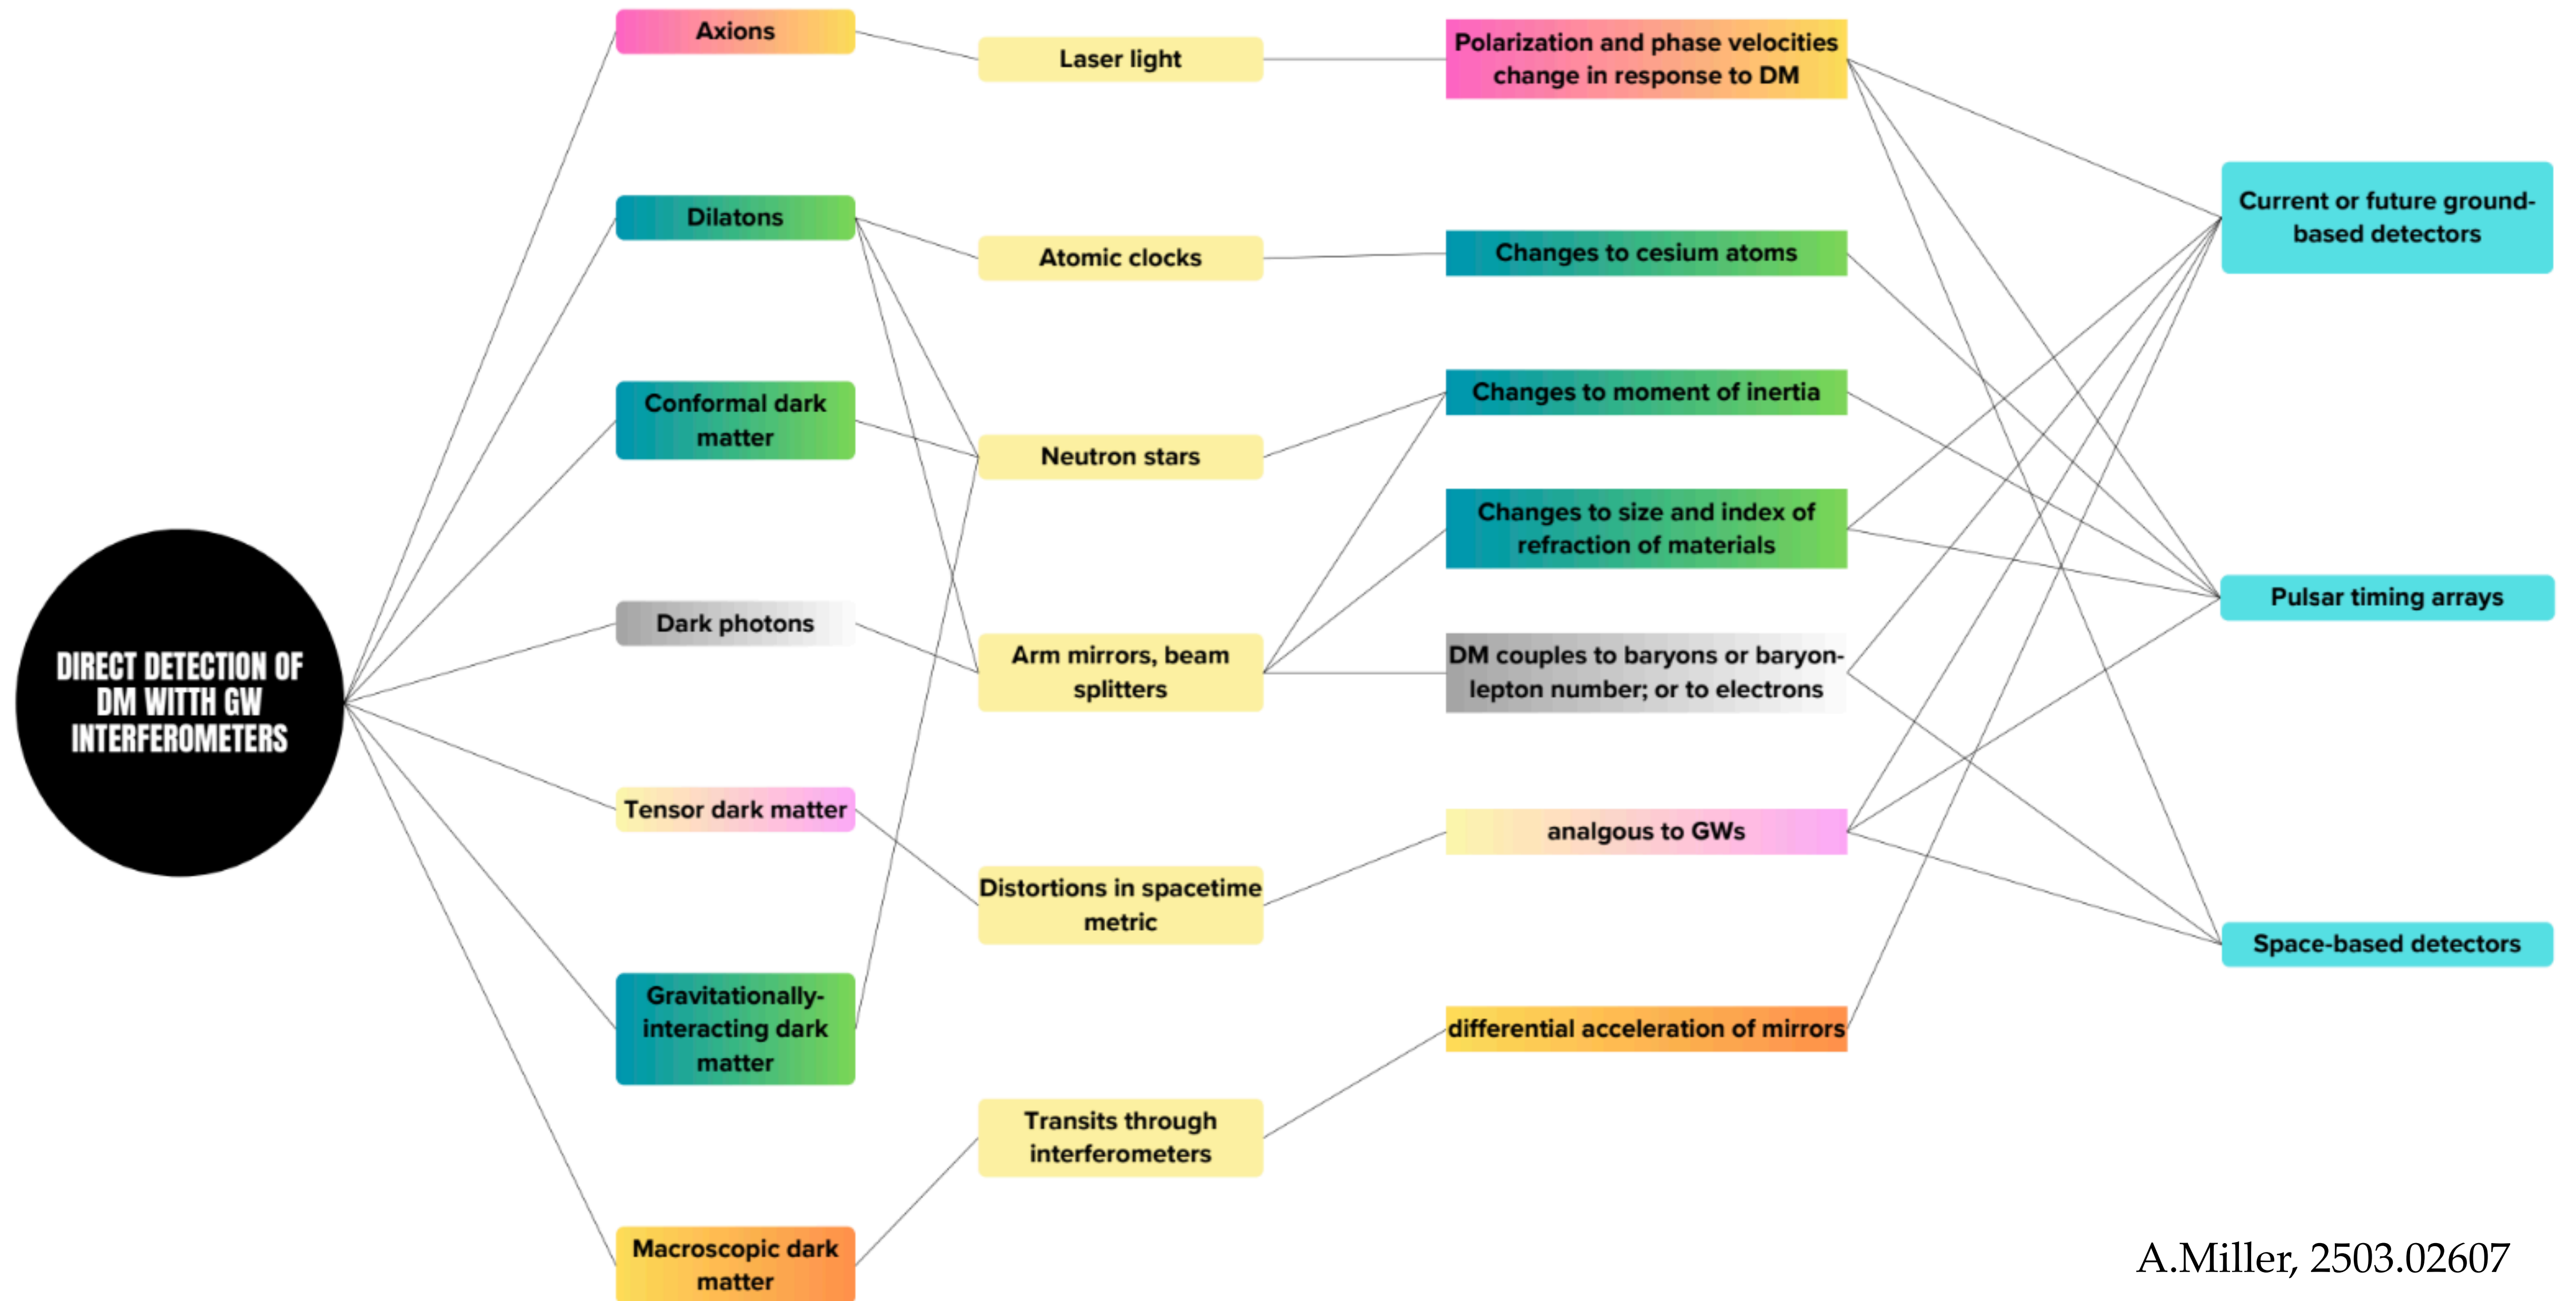 DIRECT DETECTION OF
DM WITTH GW
INTERFEROMETERS
Axions
Dilatons
Conformal dark
matter
Dark photons
Tensor dark matter
Gravitationally-
interacting dark
matter
Macroscopic dark
matter
Laser light
Atomic clocks
Neutron stars
Arm mirrors, beam
splitters
Distortions in spacetime
metric
Transits through
interferometers
Polarization and phase velocities
change in response to DM
Changes to cesium atoms
Changes to moment of inertia
Changes to size and index of
refraction of materials
DM couples to baryons or baryon-
lepton number; or to electrons
analgous to GWs
differential acceleration of mirrors
Current or future ground-
based detectors
Pulsar timing arrays
Space-based detectors
A.Miller, 2503.02607